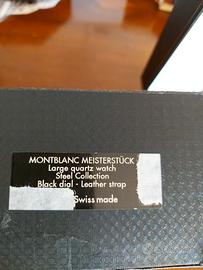 MONTBLANC MEISTERSTÜCK
Large quartz watch
Steel Collection
Black dial - Leather strap
Swiss made